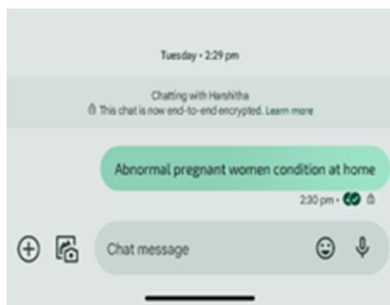 Tuesday • 2:29 pm
Chatting with Harshitha
This chat is now end-to-end encrypted. Learn more
Abnormal pregnant women condition at home
2:30 pm •
Chat message